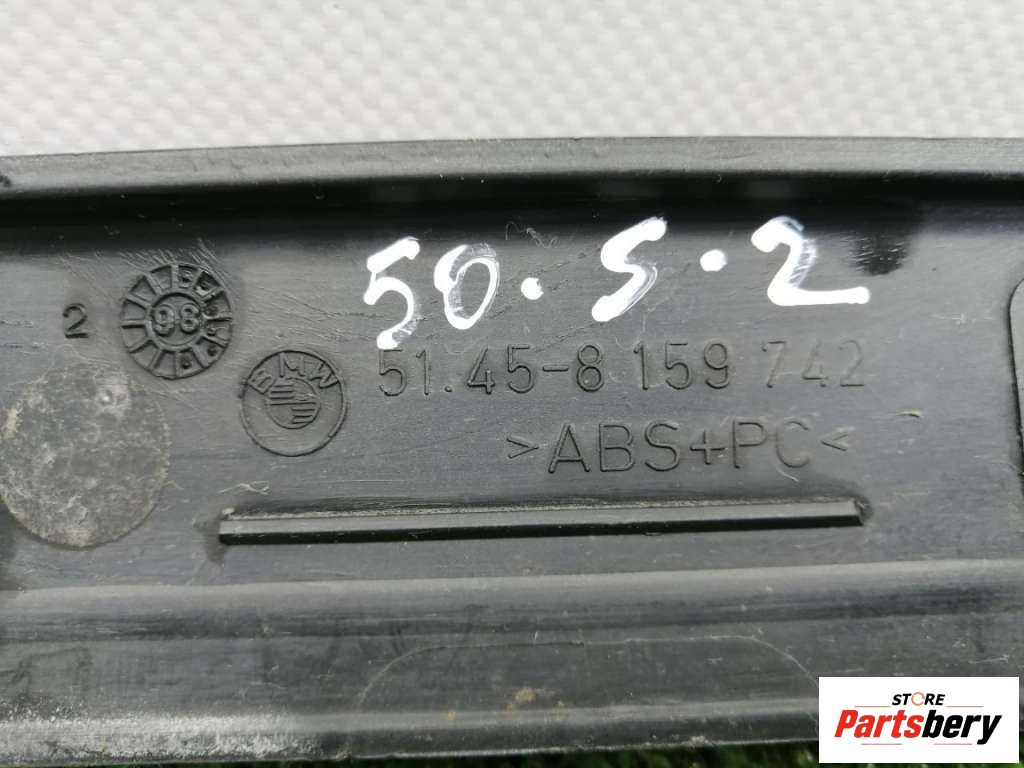 50.5.2
2
98
BMW
51.45-8 159 742
>ABS+PC<
STORE
Partsbery